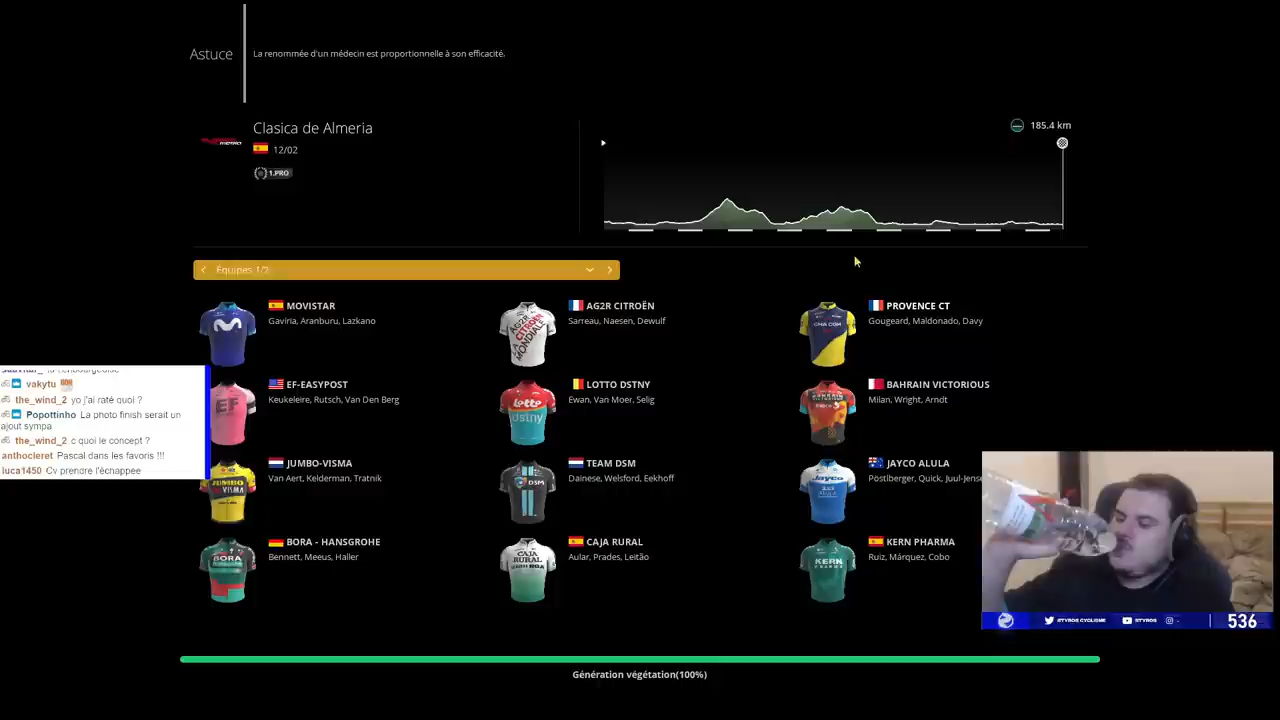 Astuce
La renommée d'un médecin est proportionnelle à son efficacité.
Clasica de Almeria
12/02
1.PRO
185.4 km
Équipes 1/2
MOVISTAR
Gaviria, Aranburu, Lazkano
AG2R CITROËN
Sarreau, Naesen, Dewulf
PROVENCE CT
Gougeard, Maldonado, Davy
EF-EASYPOST
Keukeleire, Rutsch, Van Den Berg
LOTTO DSTNY
Ewan, Van Moer, Selig
BAHRAIN VICTORIOUS
Milan, Wright, Arndt
JUMBO-VISMA
Van Aert, Kelderman, Tratnik
TEAM DSM
Dainese, Welsford, Eekhoff
JAYCO ALULA
Postlberger, Quick, Juul-Jense
BORA - HANSGROHE
Bennett, Meeus, Haller
CAJA RURAL
Aular, Prades, Leitão
KERN PHARMA
Ruiz, Márquez, Cobo
vakytu
the_wind_2 yo j'ai raté quoi ?
Popottinho La photo finish serait un
ajout sympa
the_wind_2 c quoi le concept ?
anthocleret Pascal dans les favoris !!!
luca1450 Cv prendre l'échappee
536
Génération végétation(100%)